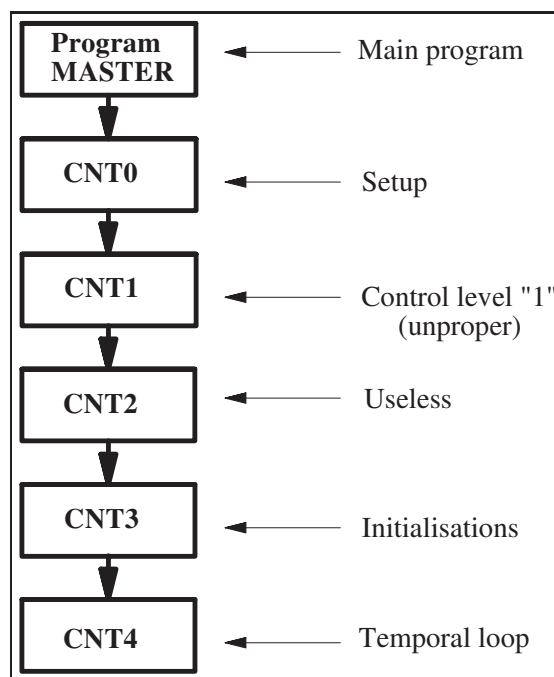 Program
MASTER
Main program
CNT0
Setup
CNT1
Control level "1"
(unproper)
CNT2
Useless
CNT3
Initialisations
CNT4
Temporal loop